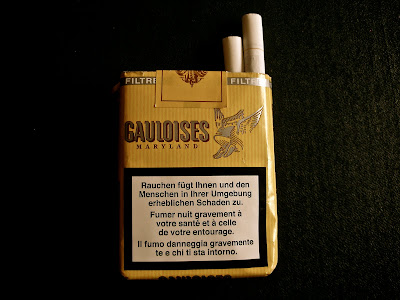 FILTRE
GAULOISES
MARYLAND
Rauchen fügt Ihnen und den
Menschen in Ihrer Umgebung
erheblichen Schaden zu.
Fumer nuit gravement à
votre santé et à celle
de votre entourage.
Il fumo danneggia gravemente
te e chi ti sta intorno.
GAULOISES